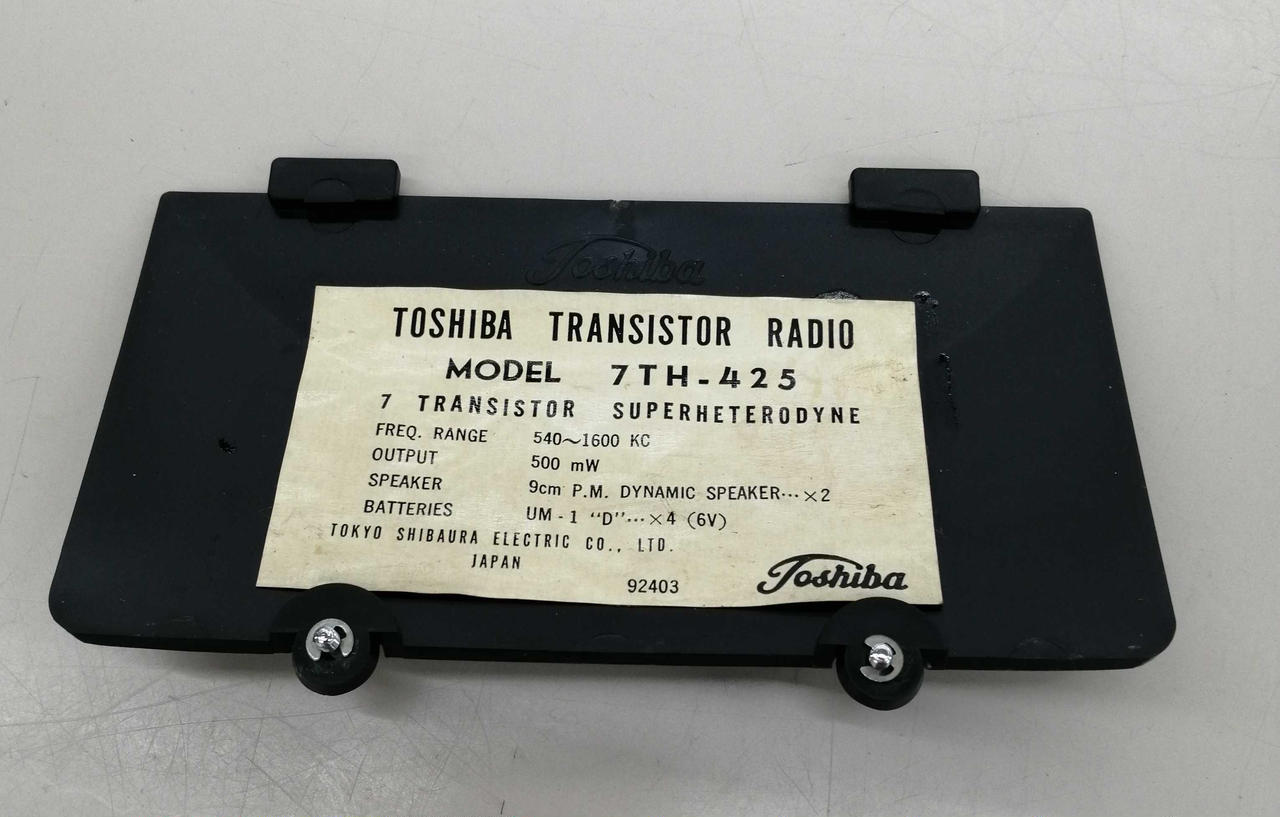 Toshiba
TOSHIBA TRANSISTOR RADIO
MODEL 7TH-425
7 TRANSISTOR SUPERHETERODYNE
FREQ. RANGE 540～1600 KC
OUTPUT 500 mW
SPEAKER 9cm P.M. DYNAMIC SPEAKER…×2
BATTERIES UM-1 “D”…×4 (6V)
TOKYO SHIBAURA ELECTRIC CO., LTD.
JAPAN
92403 Toshiba